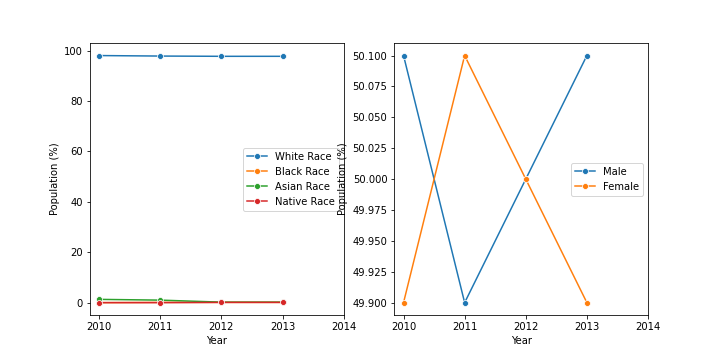 100
80
60
40
20
0
Population (%)
2010 2011 2012 2013 2014
Year
White Race
Black Race
Asian Race
Native Race
50.100
50.075
50.050
50.025
50.000
49.975
49.950
49.925
49.900
Population (%)
2010 2011 2012 2013 2014
Year
Male
Female